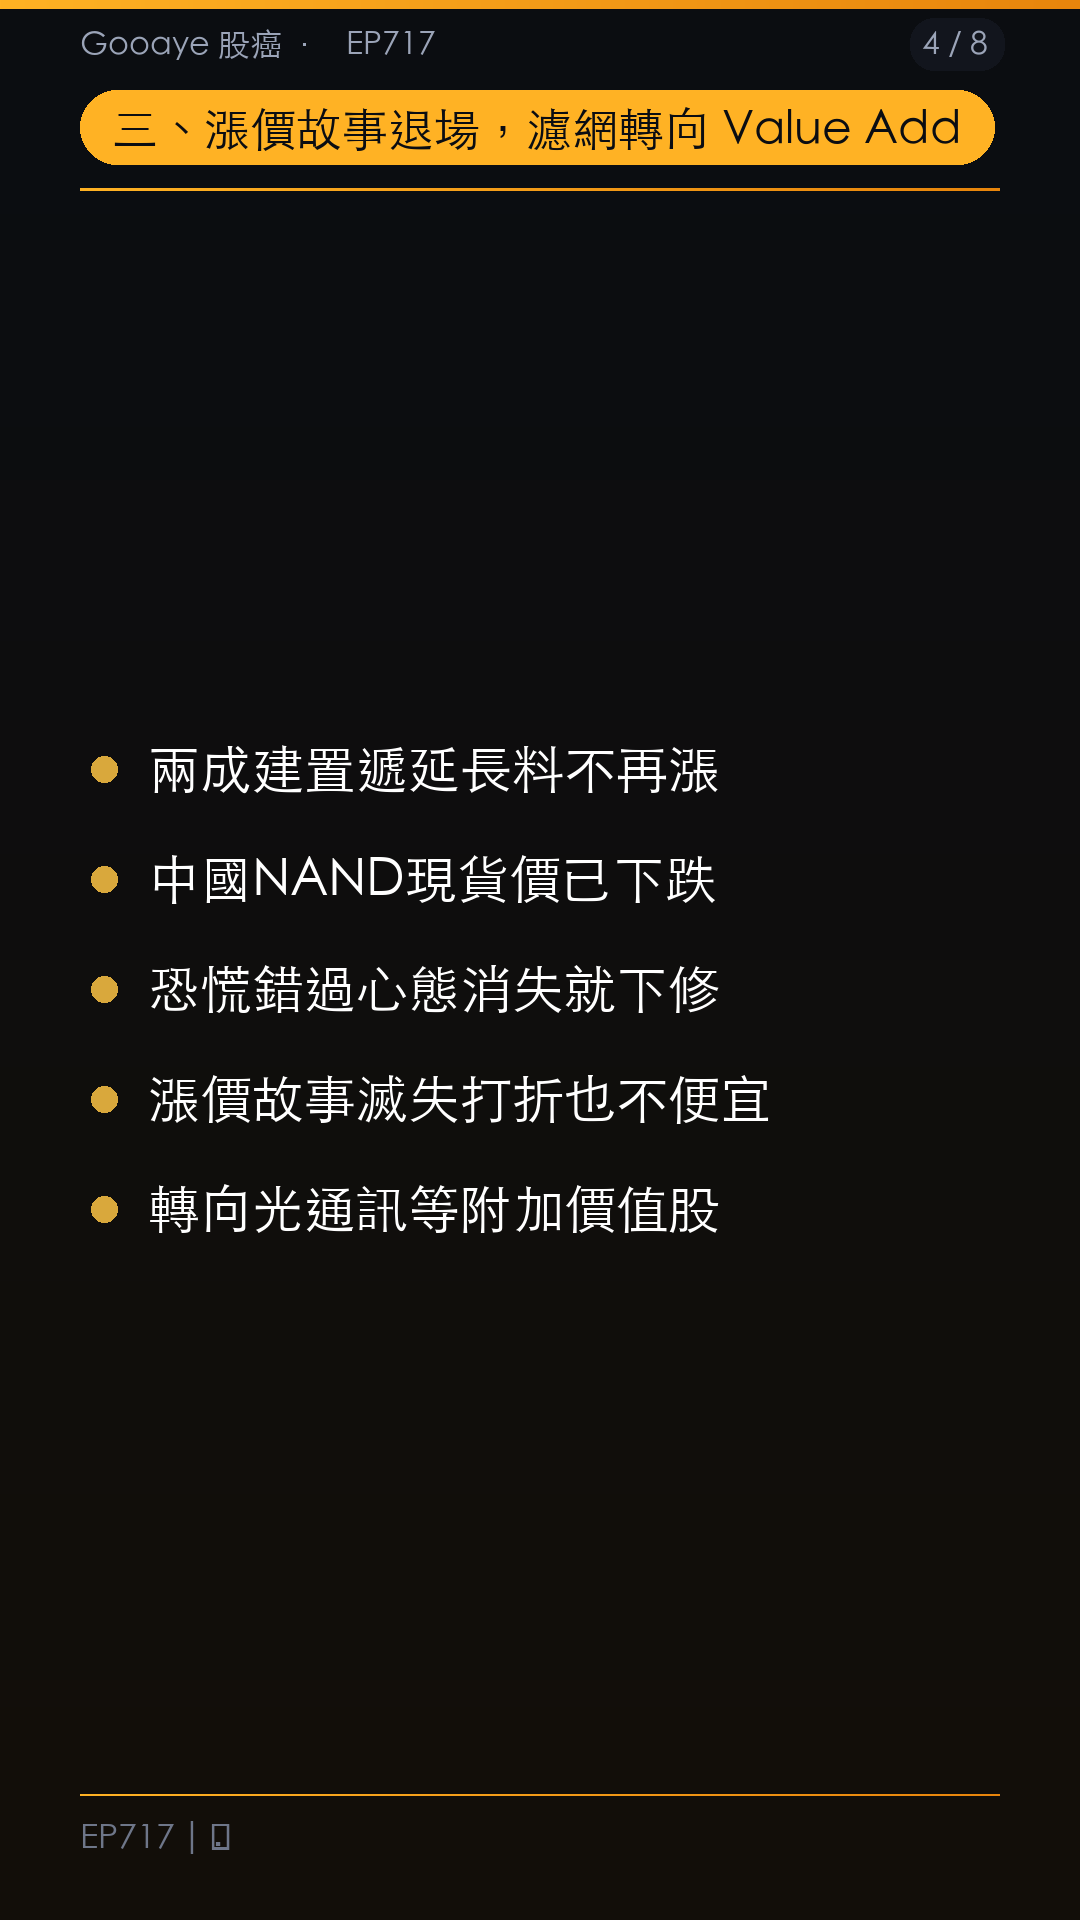 Gooaye 股癌 · EP717
4 / 8
三、漲價故事退場，濾網轉向 Value Add
兩成建置遞延長料不再漲
中國NAND現貨價已下跌
恐慌錯過心態消失就下修
漲價故事滅失打折也不便宜
轉向光通訊等附加價值股
EP717 |